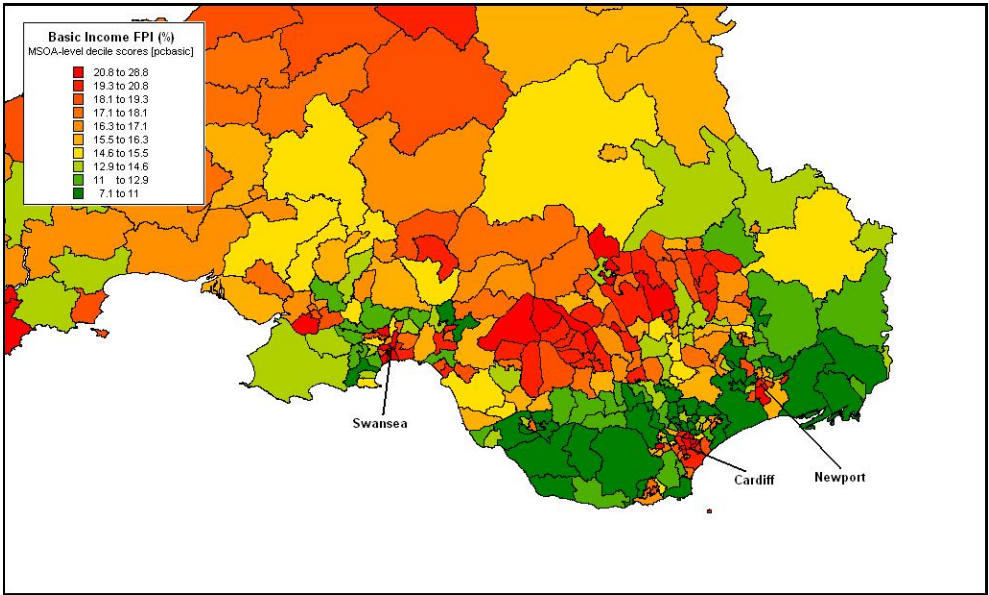 Basic Income FPI (%)
MSOA-level decile scores [pcbasic]
20.8 to 28.8
19.3 to 20.8
18.1 to 19.3
17.1 to 18.1
16.3 to 17.1
15.5 to 16.3
14.6 to 15.5
12.9 to 14.6
11 to 12.9
7.1 to 11
Swansea
Cardiff
Newport